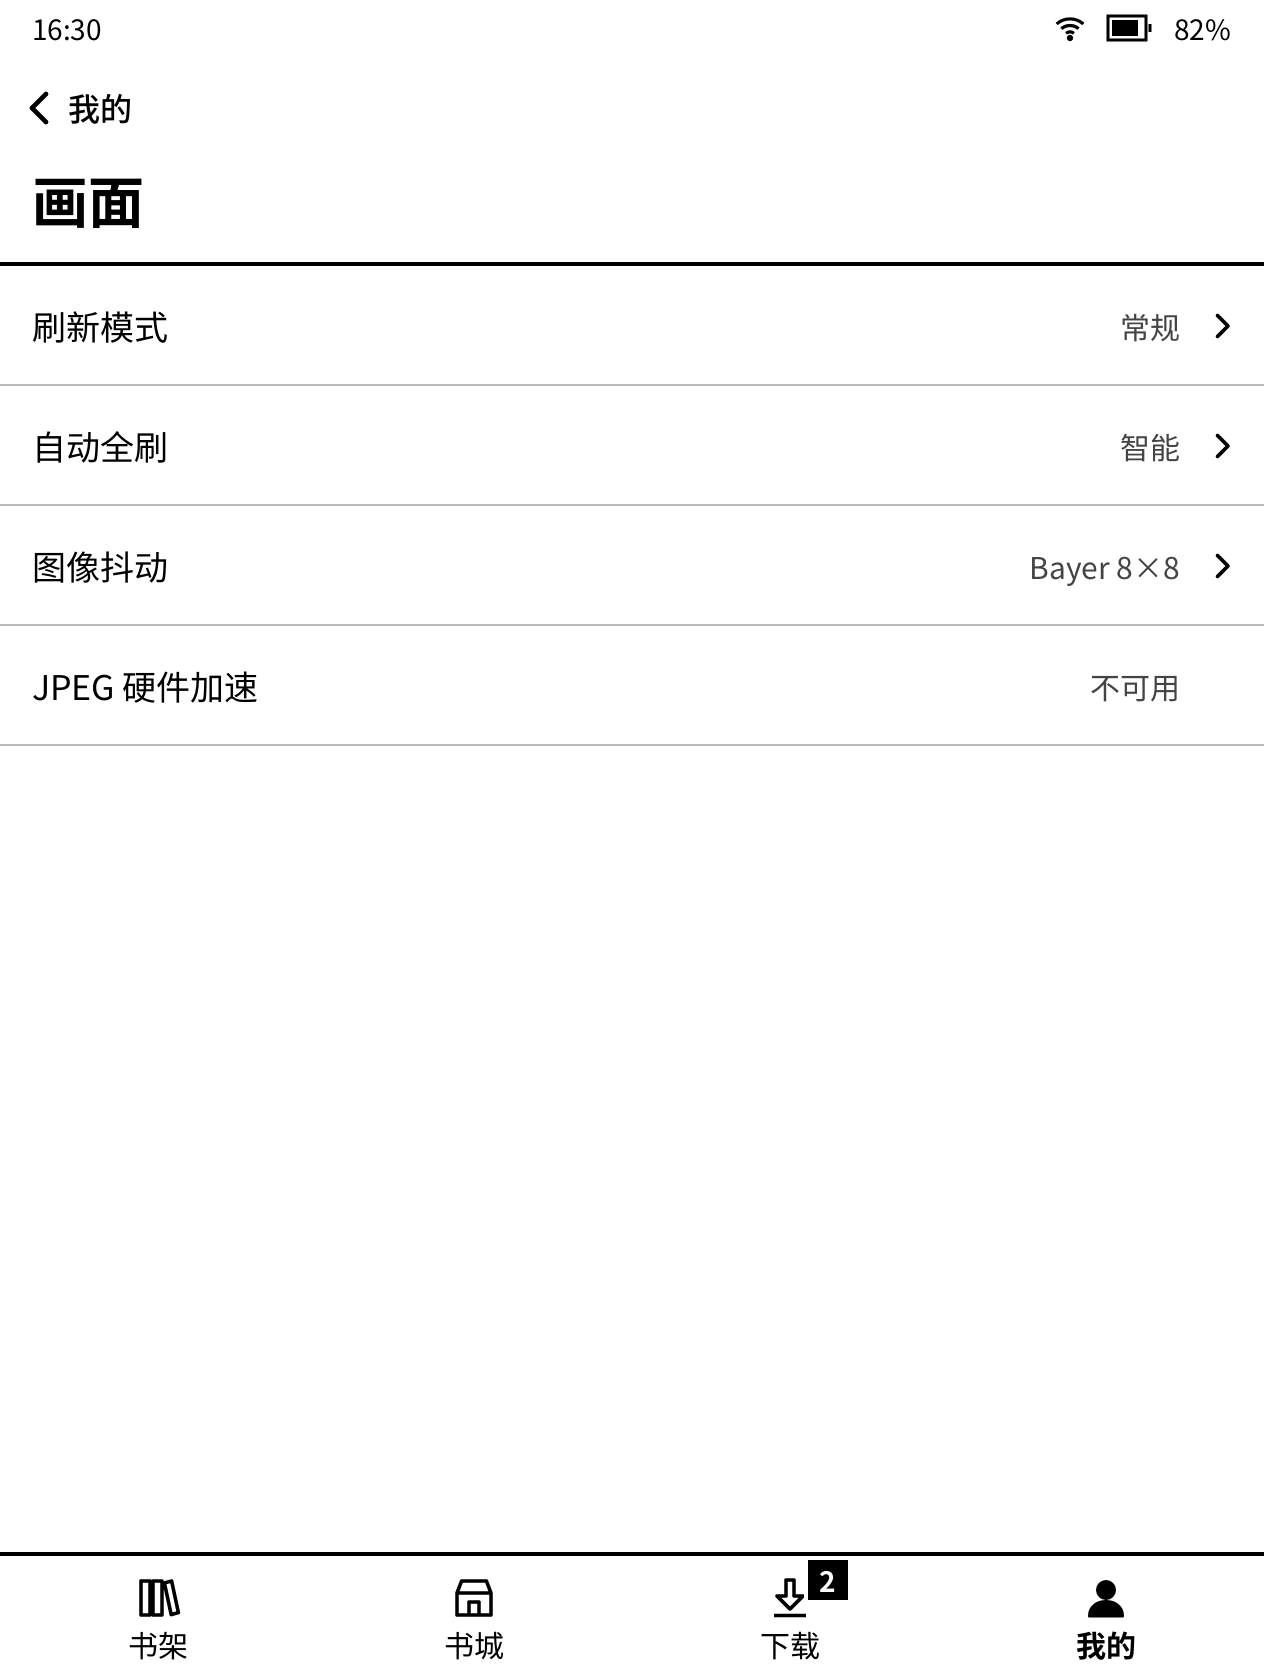 16:30 82%
我的
画面
刷新模式 常规
自动全刷 智能
图像抖动 Bayer 8×8
JPEG 硬件加速 不可用
2
书架 书城 下载 我的